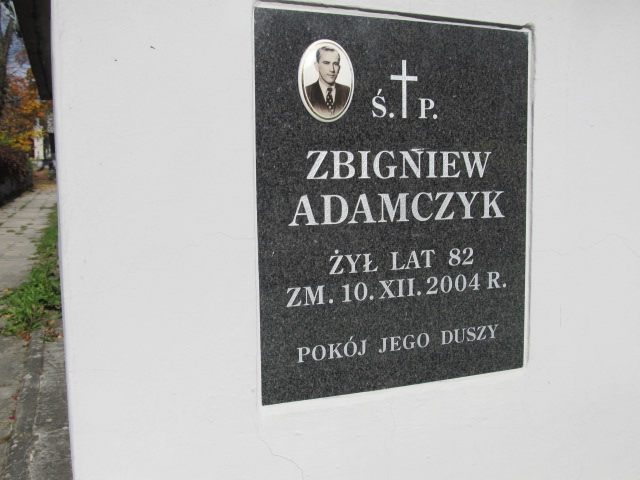 Ś. P.
ZBIGNIEW
ADAMCZYK
ŻYŁ LAT 82
ZM. 10. XII. 2004 R.
POKÓJ JEGO DUSZY